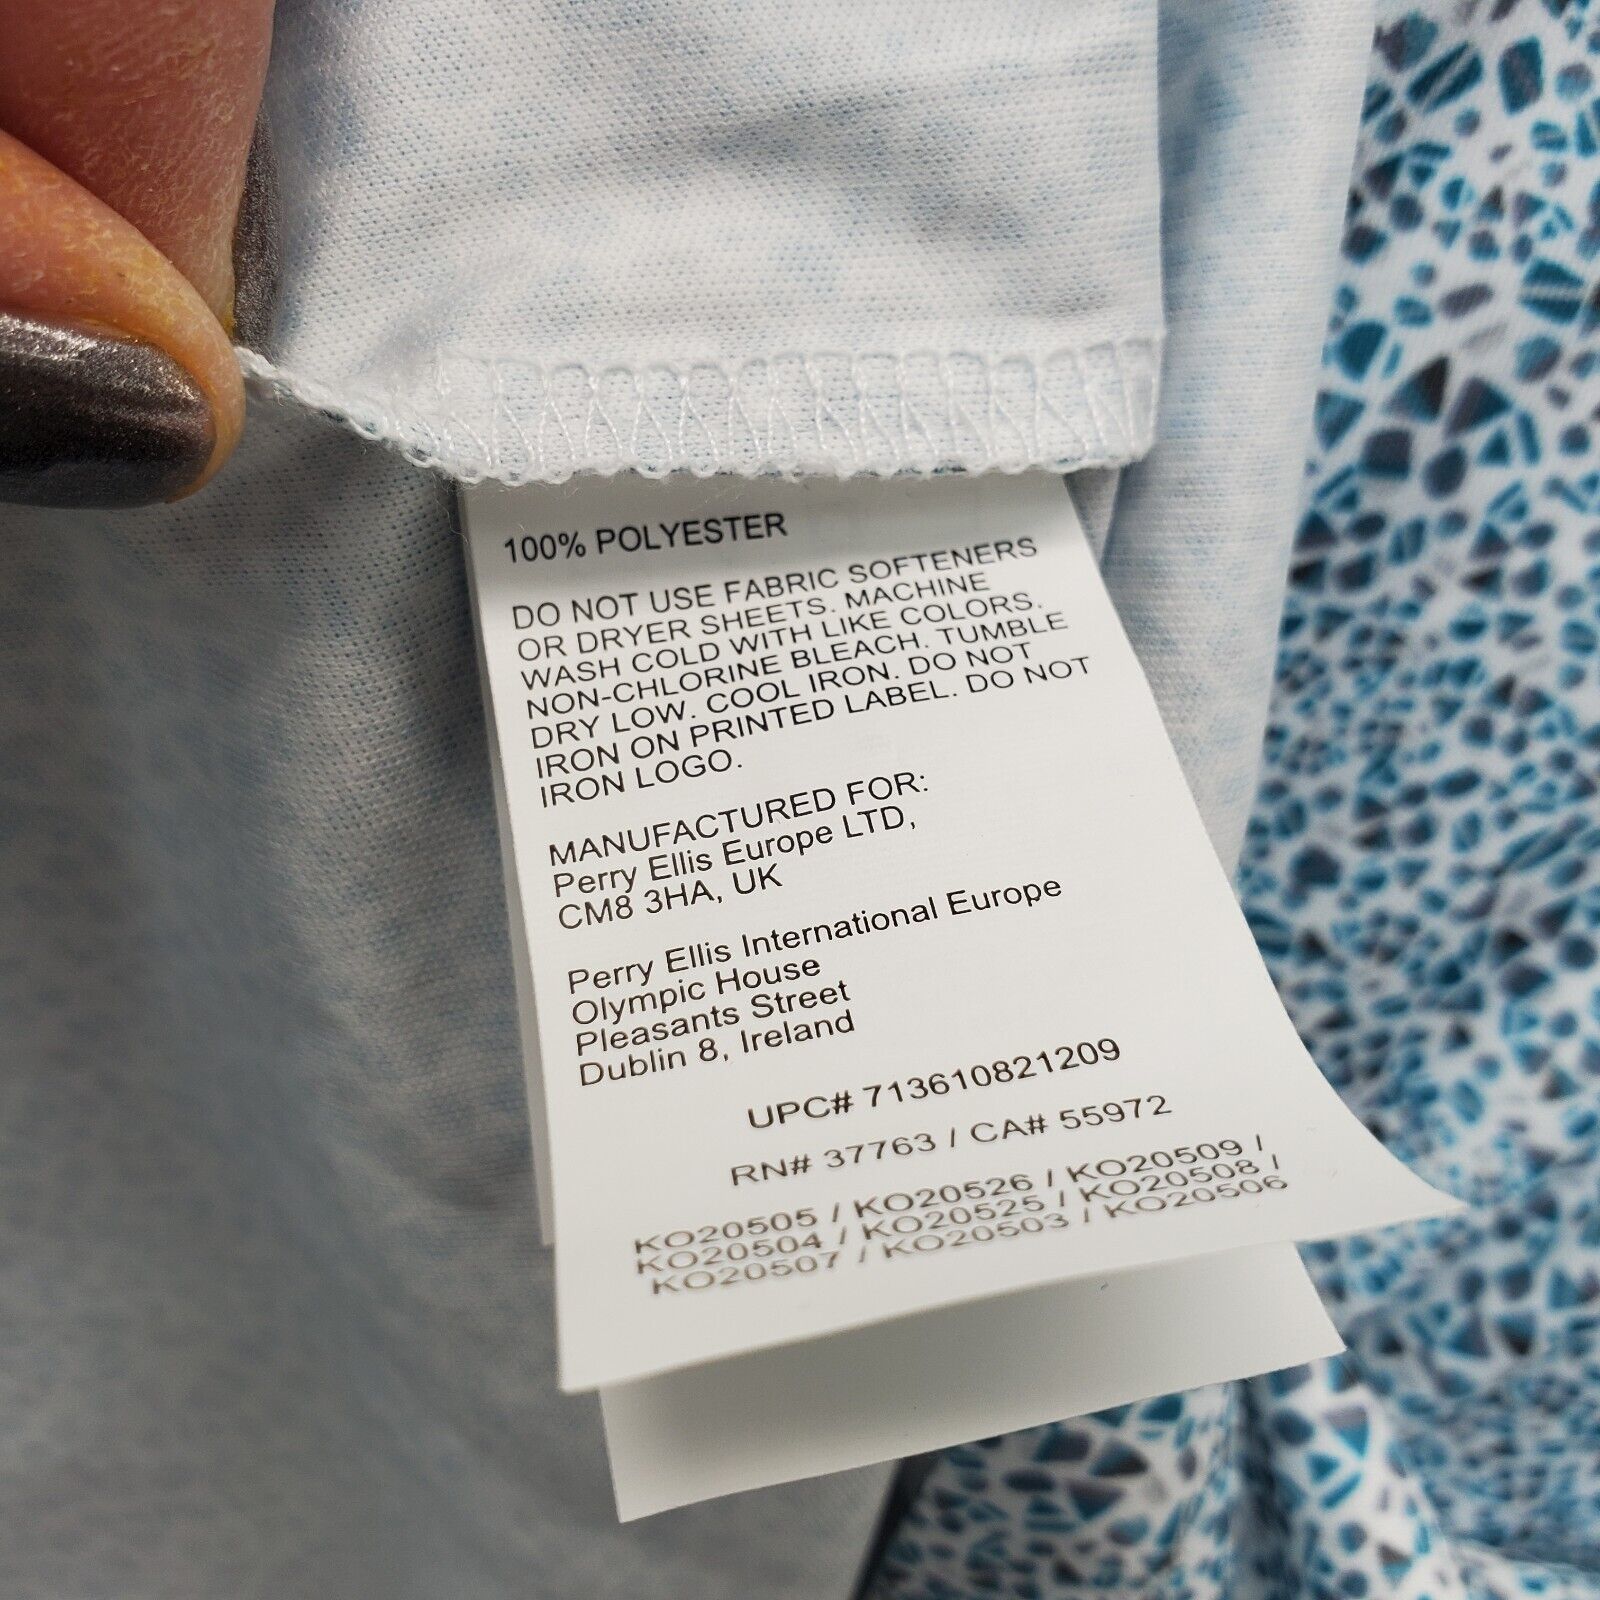 100% POLYESTER
DO NOT USE FABRIC SOFTENERS
OR DRYER SHEETS. MACHINE
WASH COLD WITH LIKE COLORS.
NON-CHLORINE BLEACH. TUMBLE
DRY LOW. COOL IRON. DO NOT
IRON ON PRINTED LABEL. DO NOT
IRON LOGO.
MANUFACTURED FOR:
Perry Ellis Europe LTD,
CM8 3HA, UK
Perry Ellis International Europe
Olympic House
Pleasants Street
Dublin 8, Ireland
UPC# 713610821209
RN# 37763 / CA# 55972
KO20505 / KO20526 / KO20509 /
KO20504 / KO20525 / KO20508 /
KO20507 / KO20503 / KO20506